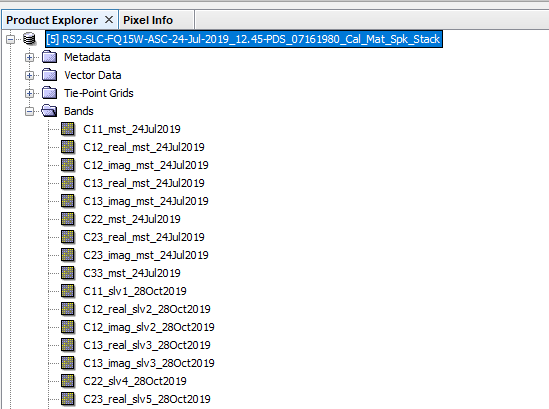 Product Explorer × Pixel Info
[5] RS2-SLC-FQ15W-ASC-24-Jul-2019_12.45-PDS_07161980_Cal_Mat_Spk_Stack
Metadata
Vector Data
Tie-Point Grids
Bands
C11_mst_24Jul2019
C12_real_mst_24Jul2019
C12_imag_mst_24Jul2019
C13_real_mst_24Jul2019
C13_imag_mst_24Jul2019
C22_mst_24Jul2019
C23_real_mst_24Jul2019
C23_imag_mst_24Jul2019
C33_mst_24Jul2019
C11_slv1_28Oct2019
C12_real_slv2_28Oct2019
C12_imag_slv2_28Oct2019
C13_real_slv3_28Oct2019
C13_imag_slv3_28Oct2019
C22_slv4_28Oct2019
C23_real_slv5_28Oct2019